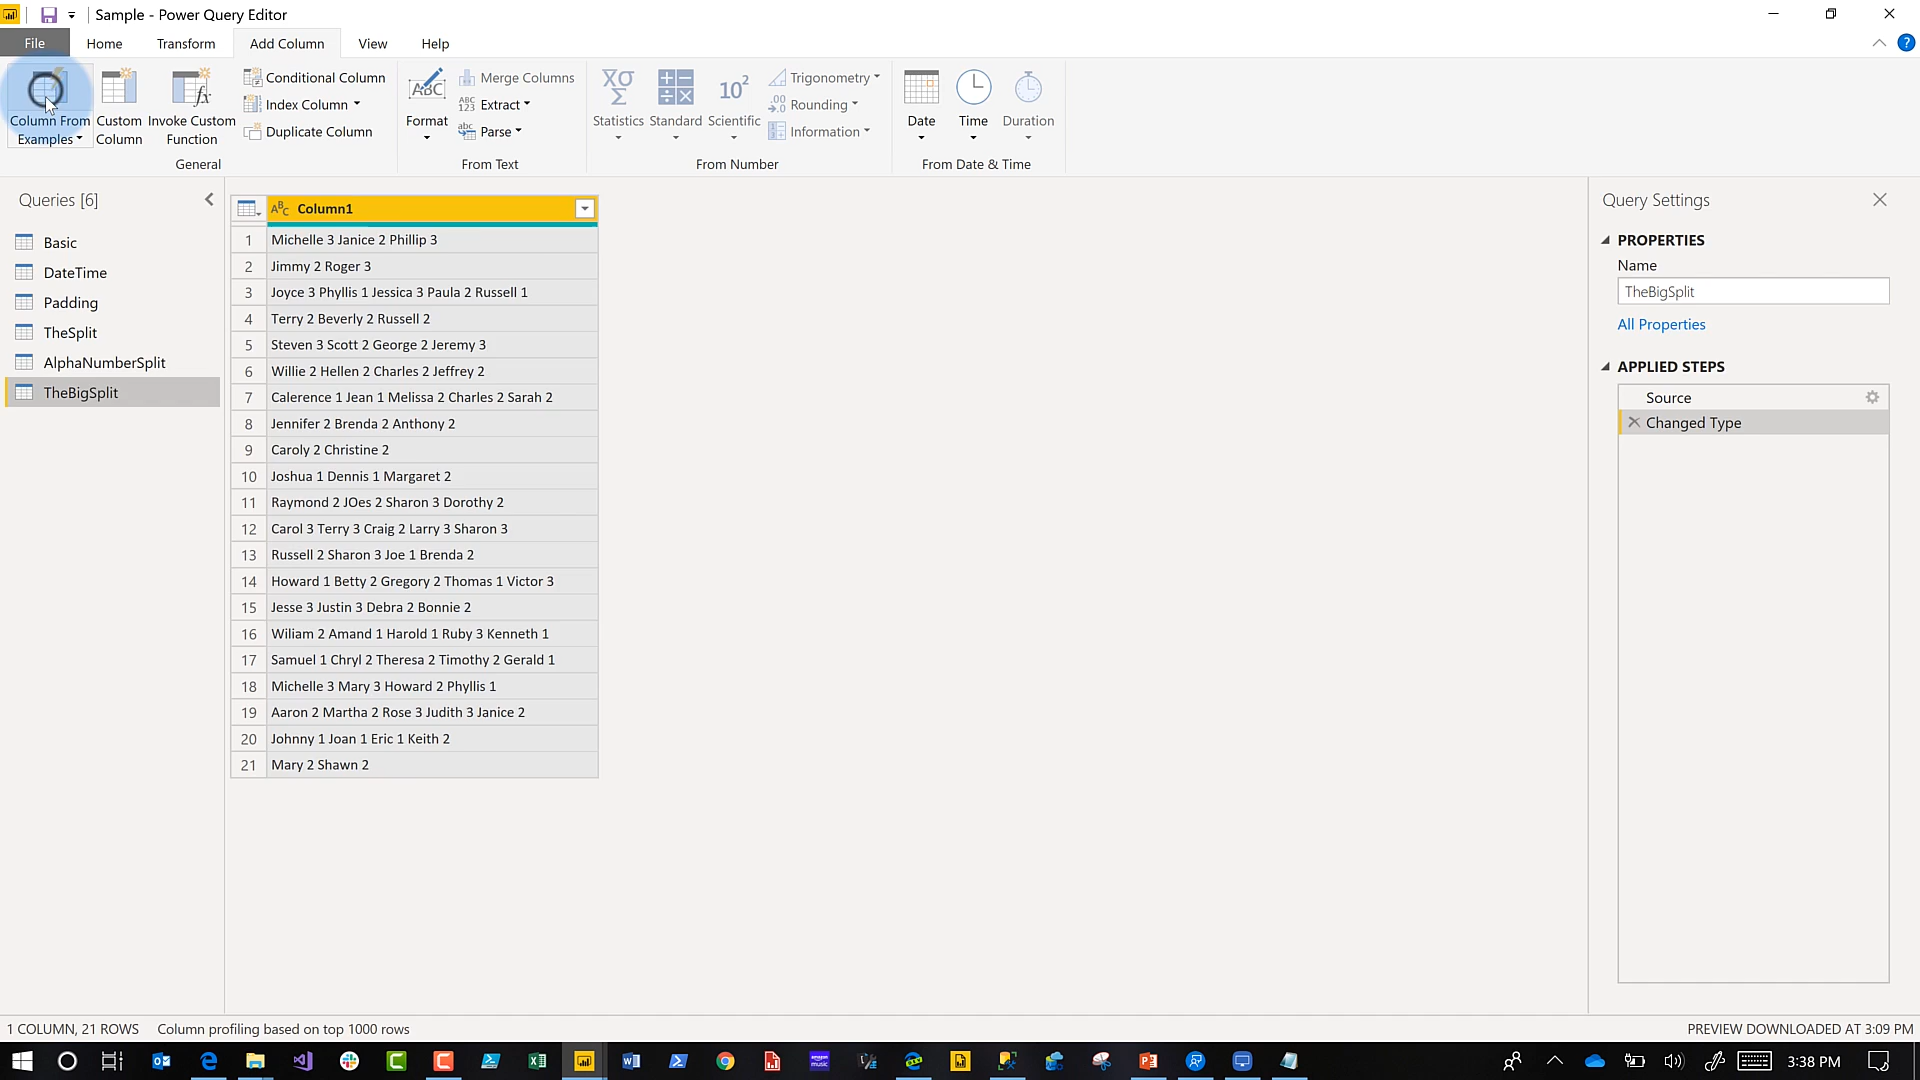 Sample - Power Query Editor
File Home Transform Add Column View Help
Column From Examples
Custom Column
Invoke Custom Function
Conditional Column
Index Column
Duplicate Column
General
ABC
Format
Merge Columns
ABC 123 Extract
abc Parse
From Text
XΣ Statistics
Standard
10² Scientific
Trigonometry
.00 Rounding
Information
From Number
Date
Time
Duration
From Date & Time
Queries [6]
Basic
DateTime
Padding
TheSplit
AlphaNumberSplit
TheBigSplit
ABC Column1
1 Michelle 3 Janice 2 Phillip 3
2 Jimmy 2 Roger 3
3 Joyce 3 Phyllis 1 Jessica 3 Paula 2 Russell 1
4 Terry 2 Beverly 2 Russell 2
5 Steven 3 Scott 2 George 2 Jeremy 3
6 Willie 2 Hellen 2 Charles 2 Jeffrey 2
7 Calerence 1 Jean 1 Melissa 2 Charles 2 Sarah 2
8 Jennifer 2 Brenda 2 Anthony 2
9 Caroly 2 Christine 2
10 Joshua 1 Dennis 1 Margaret 2
11 Raymond 2 JOes 2 Sharon 3 Dorothy 2
12 Carol 3 Terry 3 Craig 2 Larry 3 Sharon 3
13 Russell 2 Sharon 3 Joe 1 Brenda 2
14 Howard 1 Betty 2 Gregory 2 Thomas 1 Victor 3
15 Jesse 3 Justin 3 Debra 2 Bonnie 2
16 Wiliam 2 Amand 1 Harold 1 Ruby 3 Kenneth 1
17 Samuel 1 Chryl 2 Theresa 2 Timothy 2 Gerald 1
18 Michelle 3 Mary 3 Howard 2 Phyllis 1
19 Aaron 2 Martha 2 Rose 3 Judith 3 Janice 2
20 Johnny 1 Joan 1 Eric 1 Keith 2
21 Mary 2 Shawn 2
Query Settings
PROPERTIES
Name
TheBigSplit
All Properties
APPLIED STEPS
Source
Changed Type
1 COLUMN, 21 ROWS Column profiling based on top 1000 rows
PREVIEW DOWNLOADED AT 3:09 PM
3:38 PM